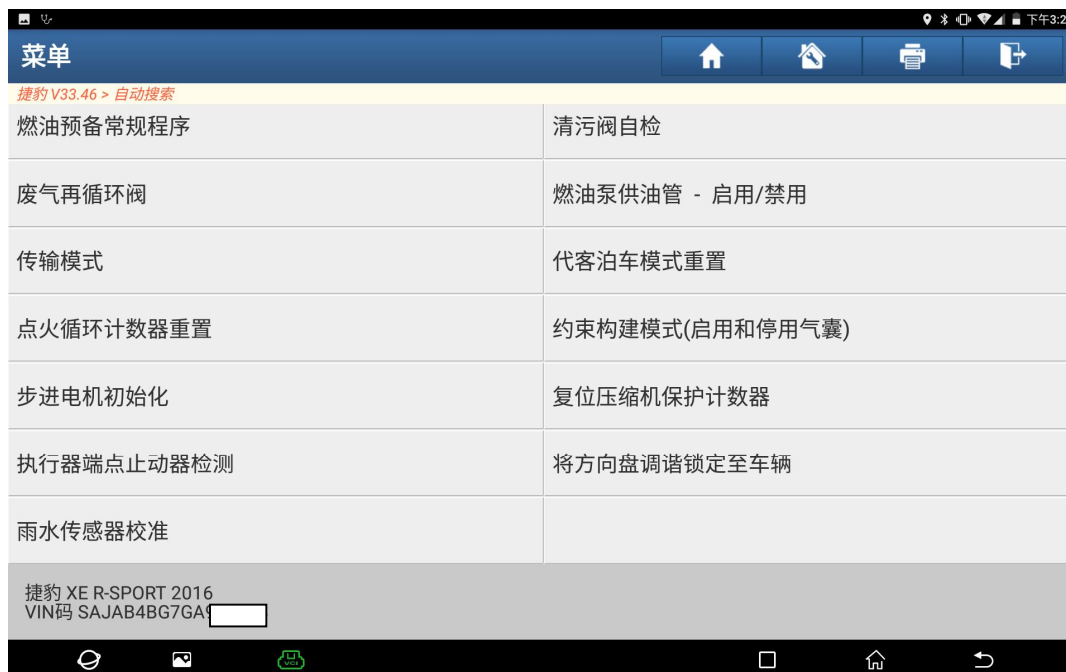 下午3:2
菜单
捷豹 V33.46 > 自动搜索
燃油预备常规程序
清污阀自检
废气再循环阀
燃油泵供油管 - 启用/禁用
传输模式
代客泊车模式重置
点火循环计数器重置
约束构建模式(启用和停用气囊)
步进电机初始化
复位压缩机保护计数器
执行器端点止动器检测
将方向盘调谐锁定至车辆
雨水传感器校准
捷豹 XE R-SPORT 2016
VIN码 SAJAB4BG7GA
VCI